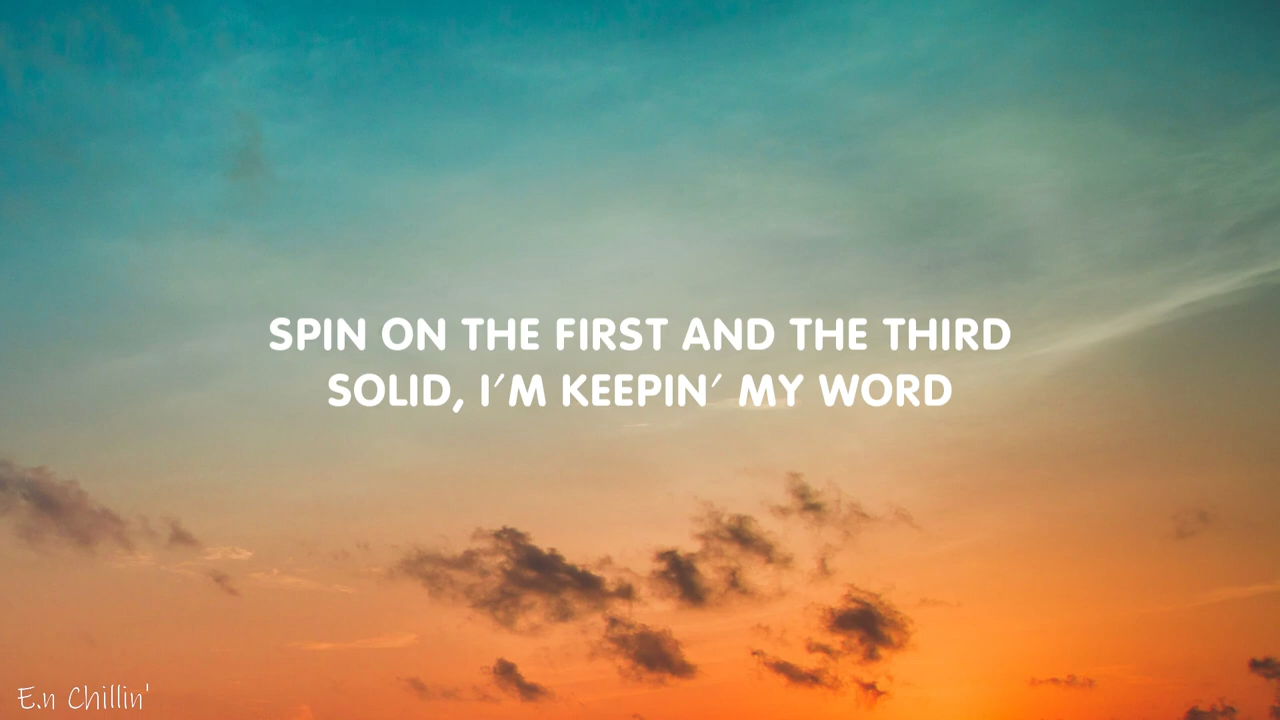 SPIN ON THE FIRST AND THE THIRD
SOLID, I′M KEEPIN′ MY WORD
E.n Chillin'